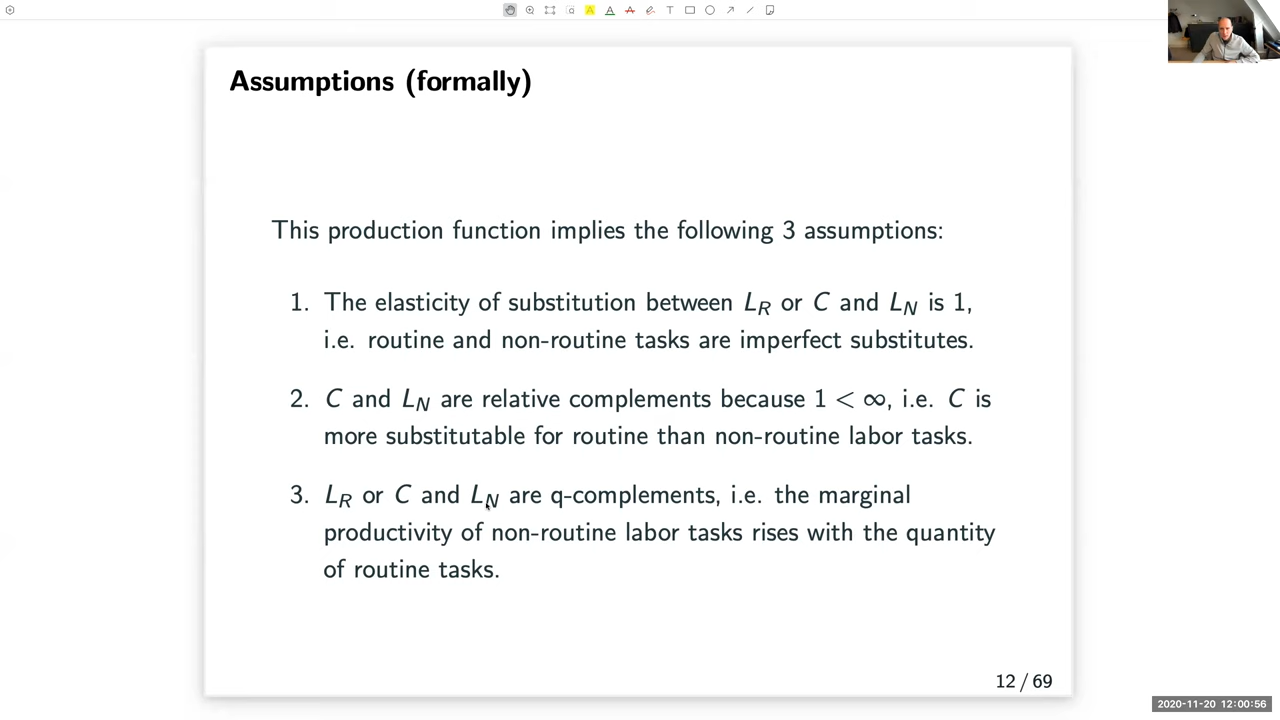 Assumptions (formally)
This production function implies the following 3 assumptions:
1. The elasticity of substitution between L_R or C and L_N is 1,
i.e. routine and non-routine tasks are imperfect substitutes.
2. C and L_N are relative complements because 1 < ∞, i.e. C is
more substitutable for routine than non-routine labor tasks.
3. L_R or C and L_N are q-complements, i.e. the marginal
productivity of non-routine labor tasks rises with the quantity
of routine tasks.
12 / 69
2020-11-20 12:00:56